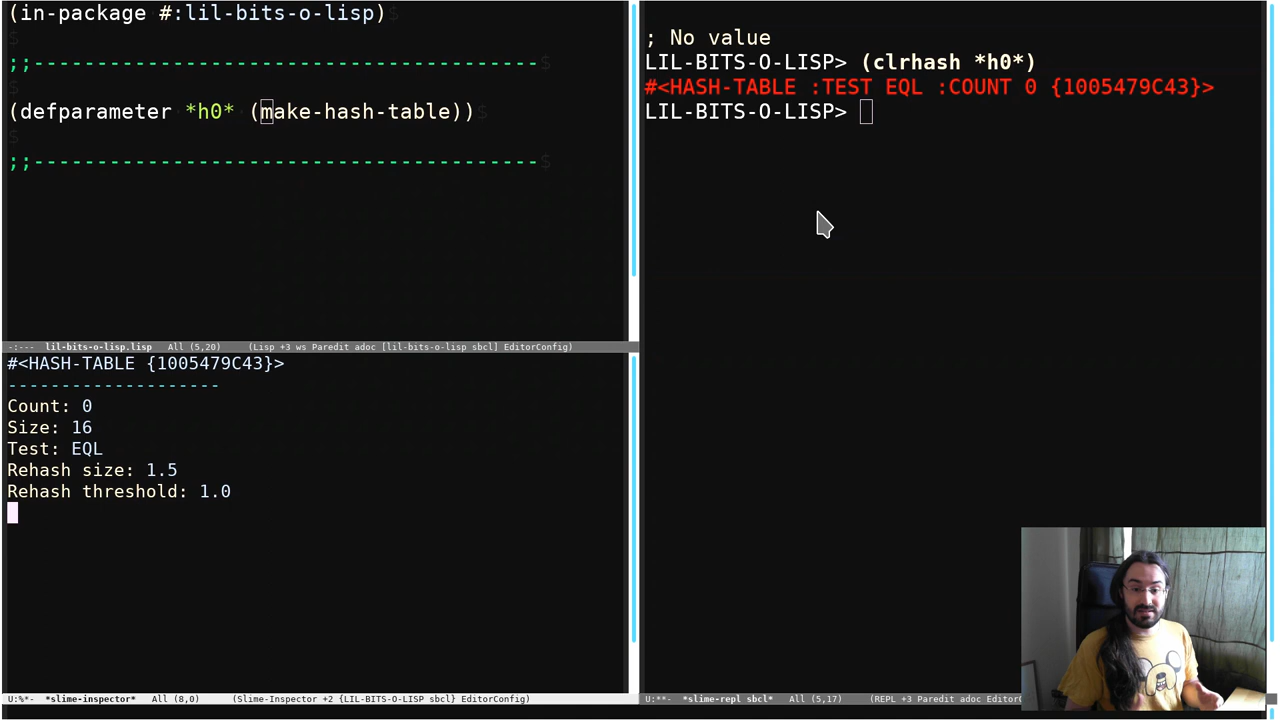 (in-package #:lil-bits-o-lisp)$
$
;;----------------------------------------$
$
(defparameter *h0* (make-hash-table))$
$
;;----------------------------------------$
-:--- lil-bits-o-lisp.lisp All (5,20) (Lisp +3 ws Paredit adoc [lil-bits-o-lisp sbcl] EditorConfig)
#<HASH-TABLE {1005479C43}>
--------------------
Count: 0
Size: 16
Test: EQL
Rehash size: 1.5
Rehash threshold: 1.0
U:%*- *slime-inspector* All (8,0) (Slime-Inspector +2 {LIL-BITS-O-LISP sbcl} EditorConfig)
; No value
LIL-BITS-O-LISP> (clrhash *h0*)
#<HASH-TABLE :TEST EQL :COUNT 0 {1005479C43}>
LIL-BITS-O-LISP>
U:**- *slime-repl sbcl* All (5,17) (REPL +3 Paredit adoc Editor